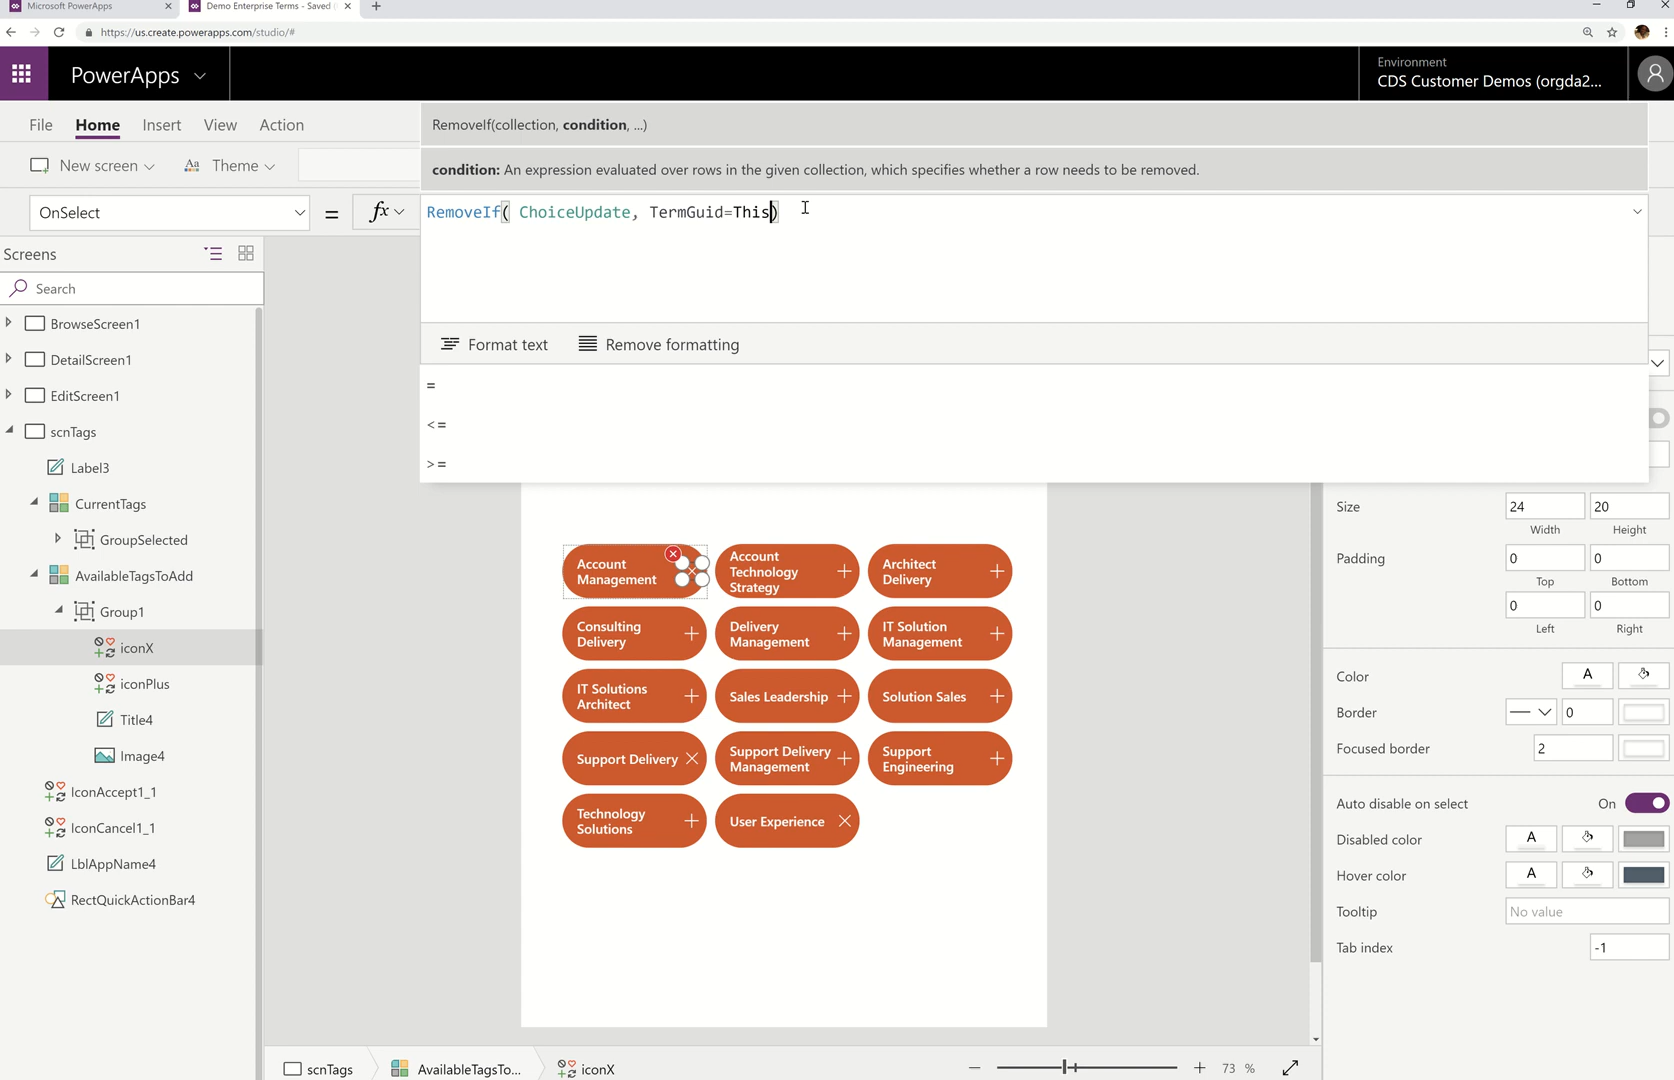 Microsoft PowerApps
Demo Enterprise Terms - Saved
https://us.create.powerapps.com/studio/#
PowerApps
Environment
CDS Customer Demos (orgda2...
File
Home
Insert
View
Action
RemoveIf(collection, condition, ...)
New screen
Theme
condition: An expression evaluated over rows in the given collection, which specifies whether a row needs to be removed.
OnSelect
=
fx
RemoveIf( ChoiceUpdate, TermGuid=This)
Screens
Search
Format text
Remove formatting
=
<=
>=
BrowseScreen1
DetailScreen1
EditScreen1
scnTags
Label3
CurrentTags
GroupSelected
AvailableTagsToAdd
Group1
iconX
iconPlus
Title4
Image4
IconAccept1_1
IconCancel1_1
LblAppName4
RectQuickActionBar4
Account
Management
Account
Technology
Strategy
Architect
Delivery
Consulting
Delivery
Delivery
Management
IT Solution
Management
IT Solutions
Architect
Sales Leadership
Solution Sales
Support Delivery
Support Delivery
Management
Support
Engineering
Technology
Solutions
User Experience
Size
24
20
Width
Height
Padding
0
0
Top
Bottom
0
0
Left
Right
Color
A
Border
0
Focused border
2
Auto disable on select
On
Disabled color
A
Hover color
A
Tooltip
No value
Tab index
-1
scnTags
AvailableTagsTo...
iconX
73 %